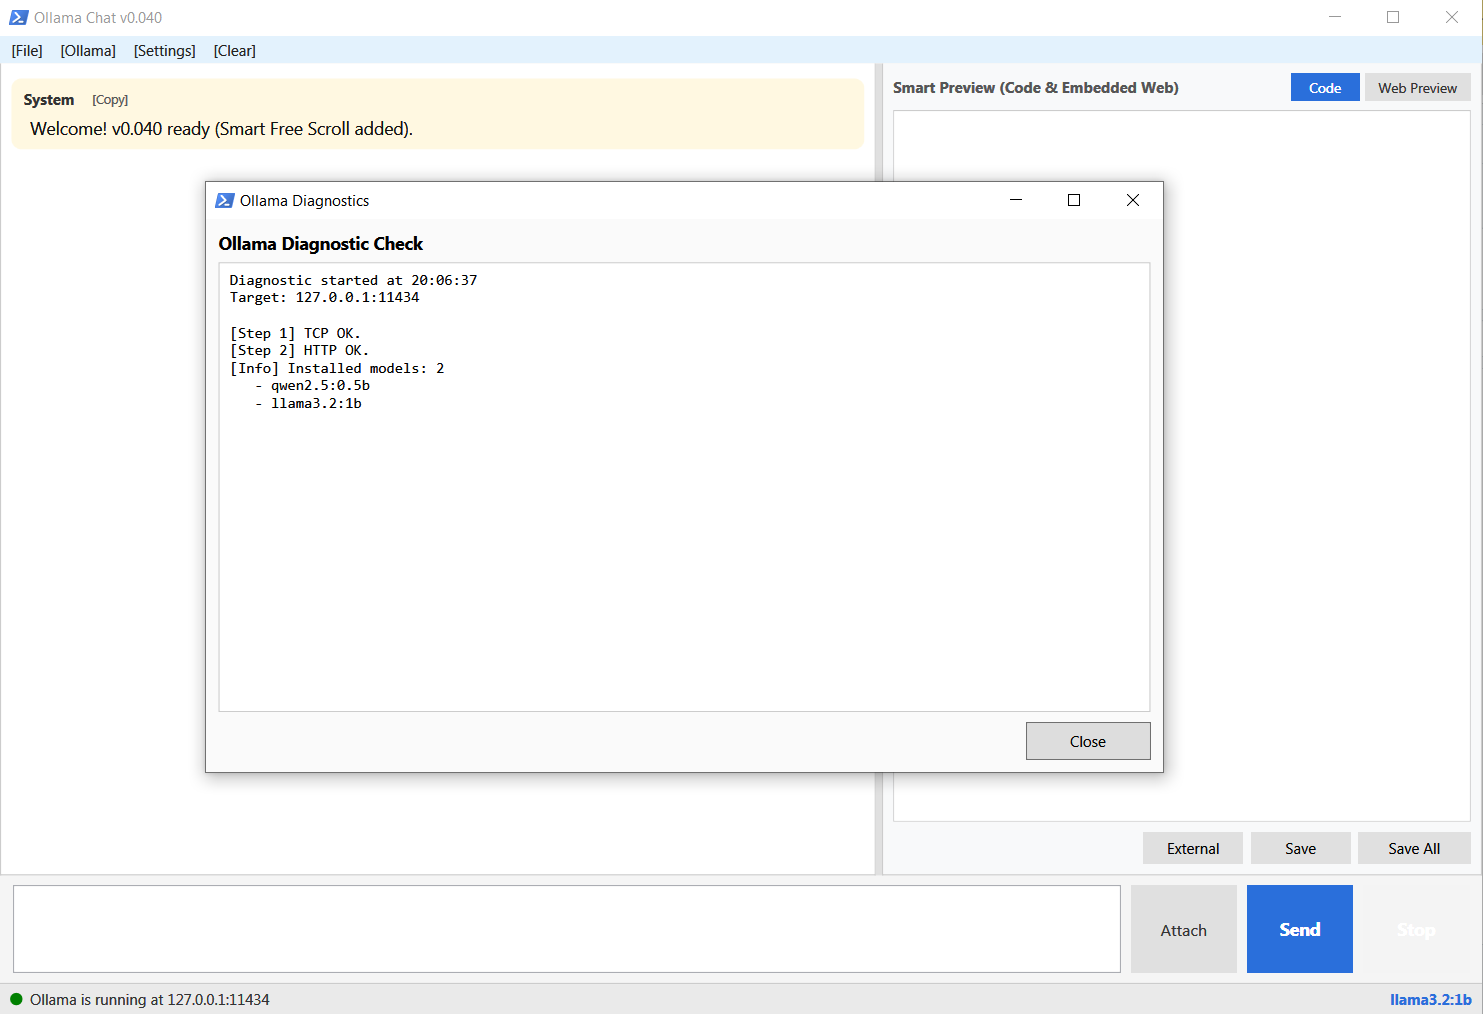 Ollama Chat v0.040
[File] [Ollama] [Settings] [Clear]
System [Copy]
Welcome! v0.040 ready (Smart Free Scroll added).
Smart Preview (Code & Embedded Web)
Code
Web Preview
Ollama Diagnostics
Ollama Diagnostic Check
Diagnostic started at 20:06:37
Target: 127.0.0.1:11434
[Step 1] TCP OK.
[Step 2] HTTP OK.
[Info] Installed models: 2
- qwen2.5:0.5b
- llama3.2:1b
Close
External
Save
Save All
Attach
Send
Stop
Ollama is running at 127.0.0.1:11434
llama3.2:1b